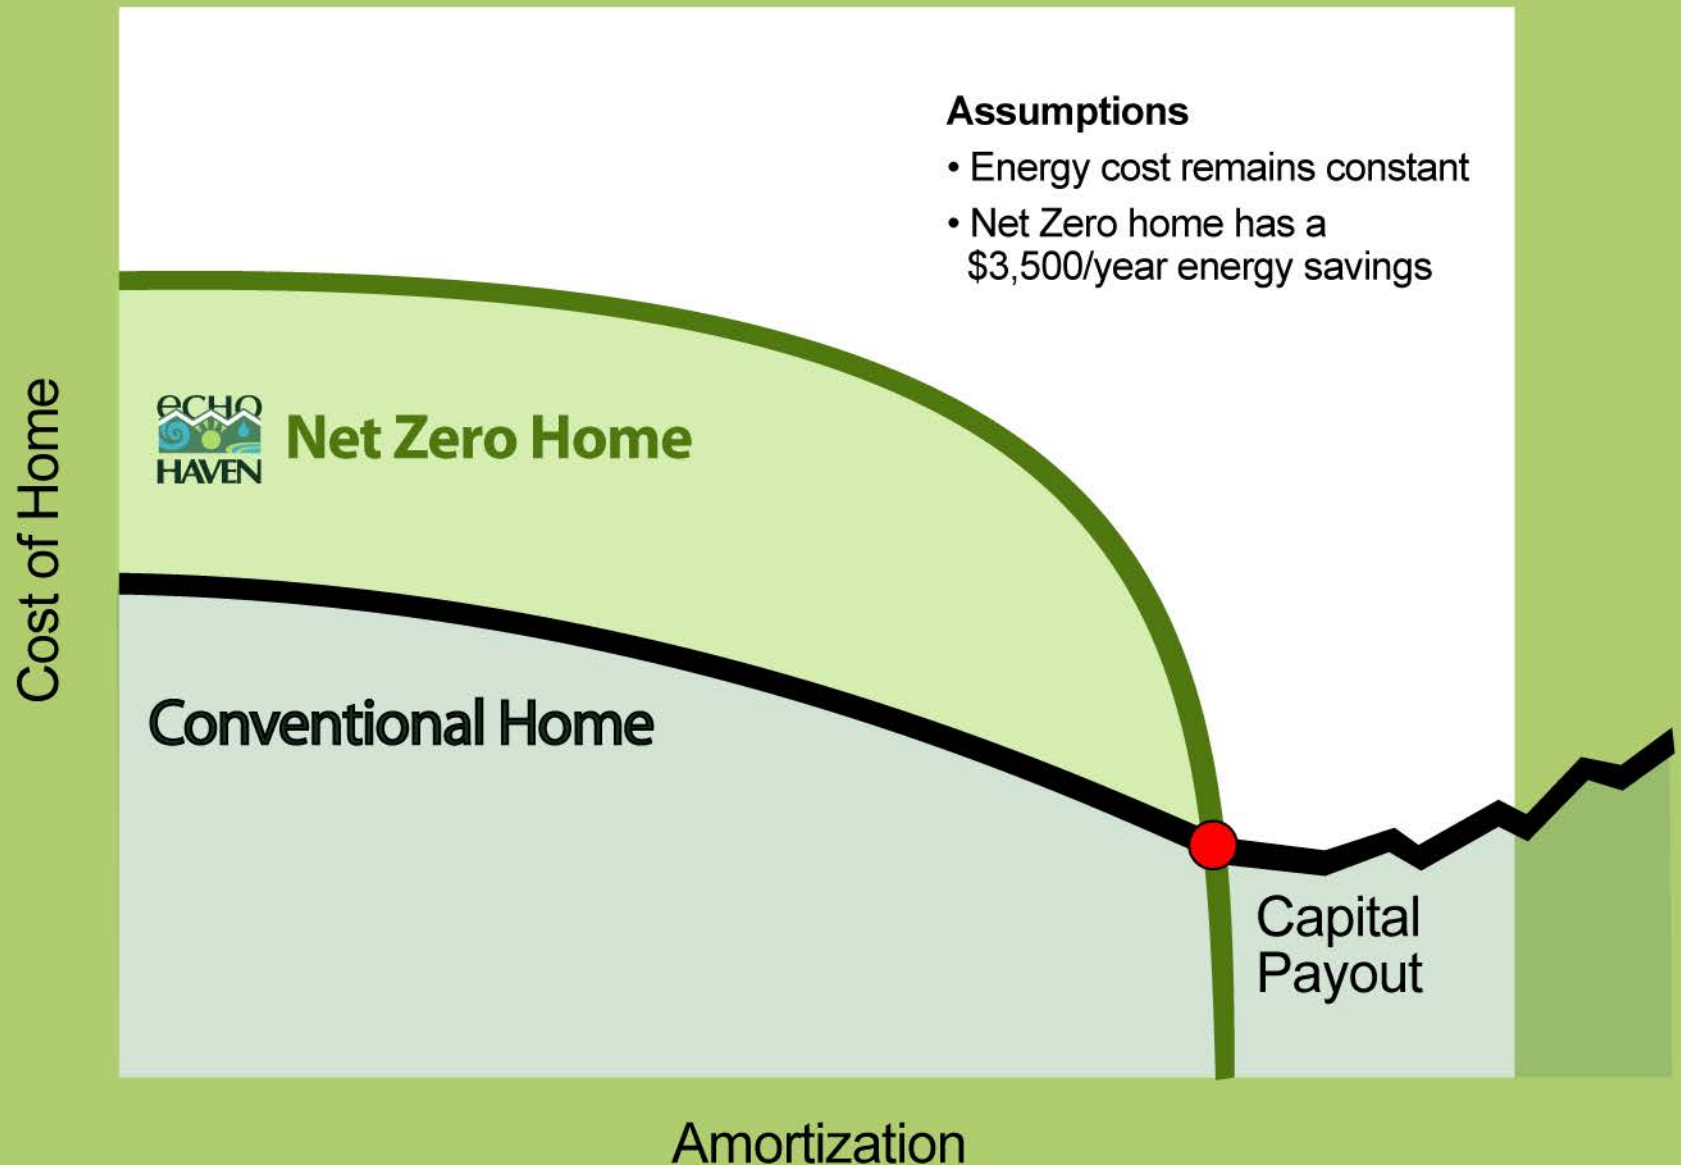 Assumptions
• Energy cost remains constant
• Net Zero home has a
$3,500/year energy savings
eCHO
HAVEN
Net Zero Home
Conventional Home
Cost of Home
Capital
Payout
Amortization